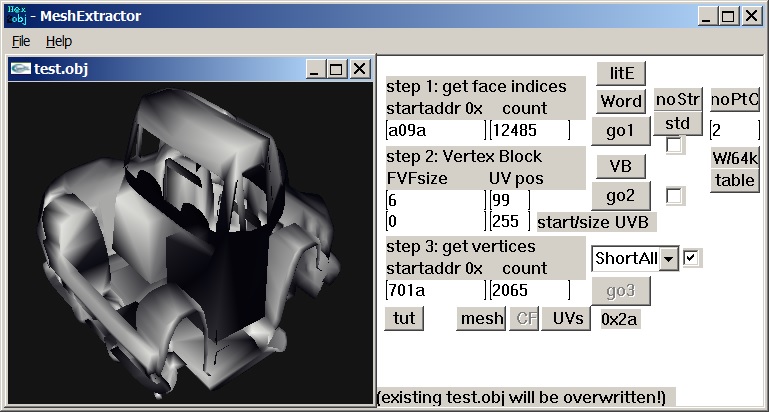 Hex obj - MeshExtractor
File Help
test.obj
litE
step 1: get face indices
startaddr 0x count
Word noStr noPtC
a09a 12485 go1 std 2
step 2: Vertex Block
VB W/64k
FVFsize UV pos table
6 99 go2
0 255 start/size UVB
step 3: get vertices
startaddr 0x count
ShortAll
701a 2065 go3
tut mesh CF UVs 0x2a
(existing test.obj will be overwritten!)